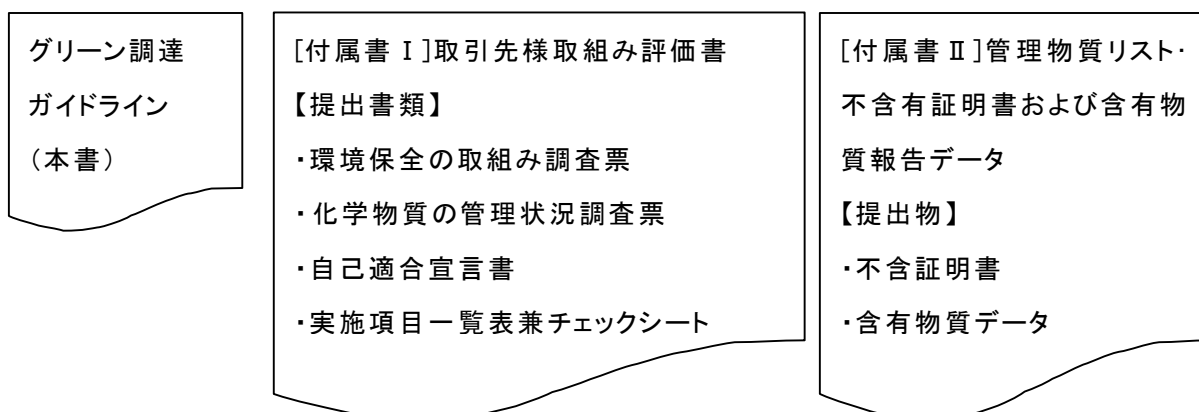 グリーン調達
ガイドライン
（本書）
[付属書Ⅰ]取引先様取組み評価書
【提出書類】
・環境保全の取組み調査票
・化学物質の管理状況調査票
・自己適合宣言書
・実施項目一覧表兼チェックシート
[付属書Ⅱ]管理物質リスト・
不含有証明書および含有物
質報告データ
【提出物】
・不含証明書
・含有物質データ